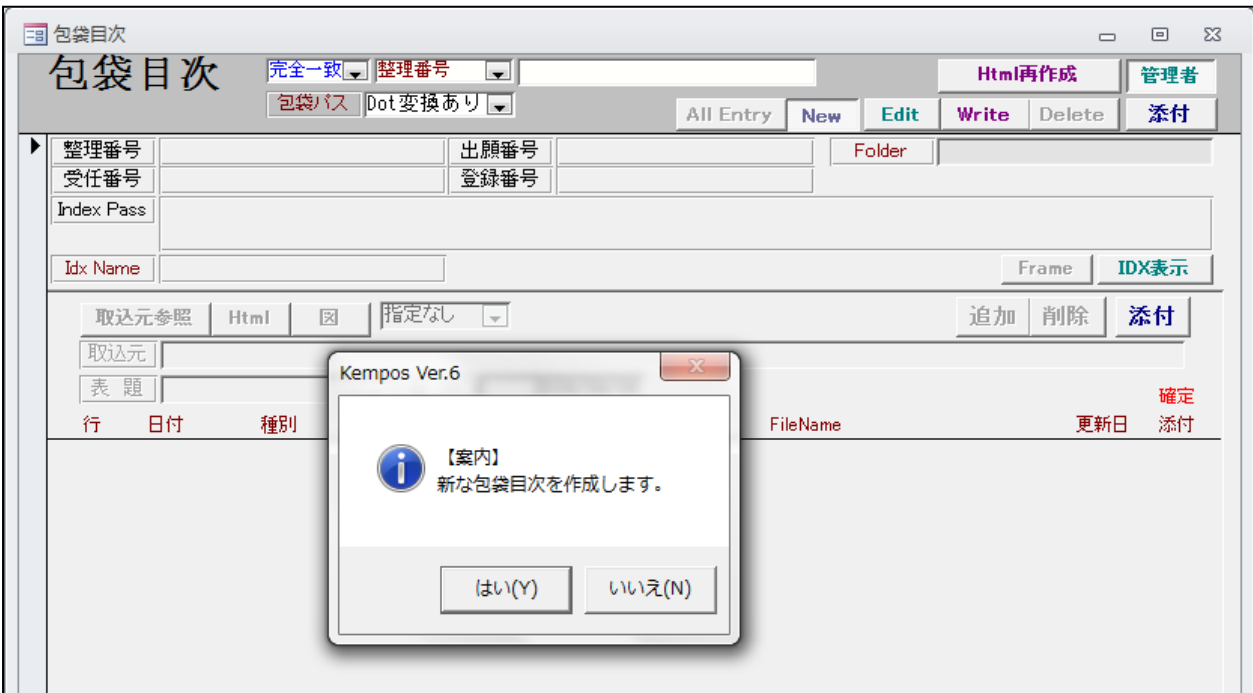 包袋目次
包袋目次 完全一致 整理番号 Html再作成 管理者
包袋パス Dot変換あり All Entry New Edit Write Delete 添付
整理番号 出願番号 Folder
受任番号 登録番号
Index Pass
Idx Name Frame IDX表示
取込元参照 Html 図 指定なし 追加 削除 添付
取込元
表 題 確定
行 日付 種別 FileName 更新日 添付
Kempos Ver.6
【案内】
新な包袋目次を作成します。
はい(Y) いいえ(N)